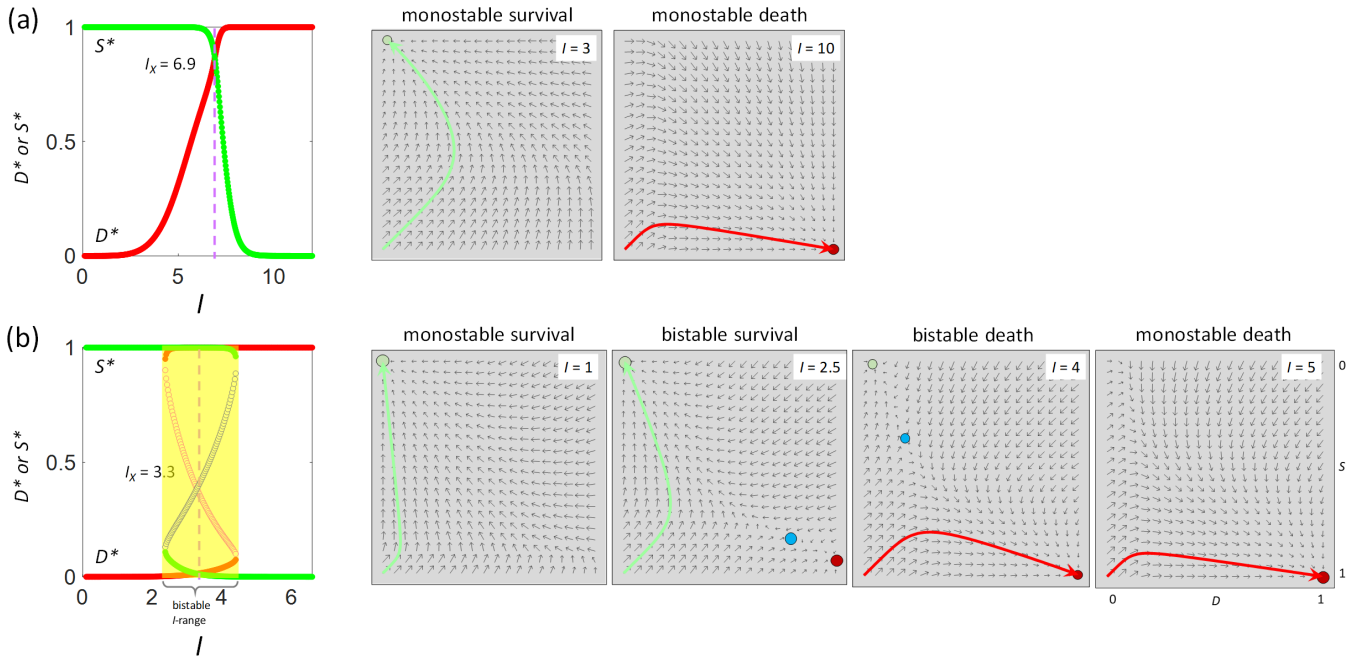 (a)
monostable survival
monostable death
1
S*
I = 3
I = 10
I_X = 6.9
D* or S*
0.5
D*
0
0
5
10
I
(b)
monostable survival
bistable survival
bistable death
monostable death
1
S*
I = 1
I = 2.5
I = 4
I = 5
0
D* or S*
0.5
I_X = 3.3
S
D*
0
1
0
2
4
6
bistable
I-range
0
D
1
I